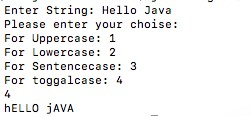 Enter String: Hello Java
Please enter your choise:
For Uppercase: 1
For Lowercase: 2
For Sentencecase: 3
For toggalcase: 4
4
hELLO jAVA